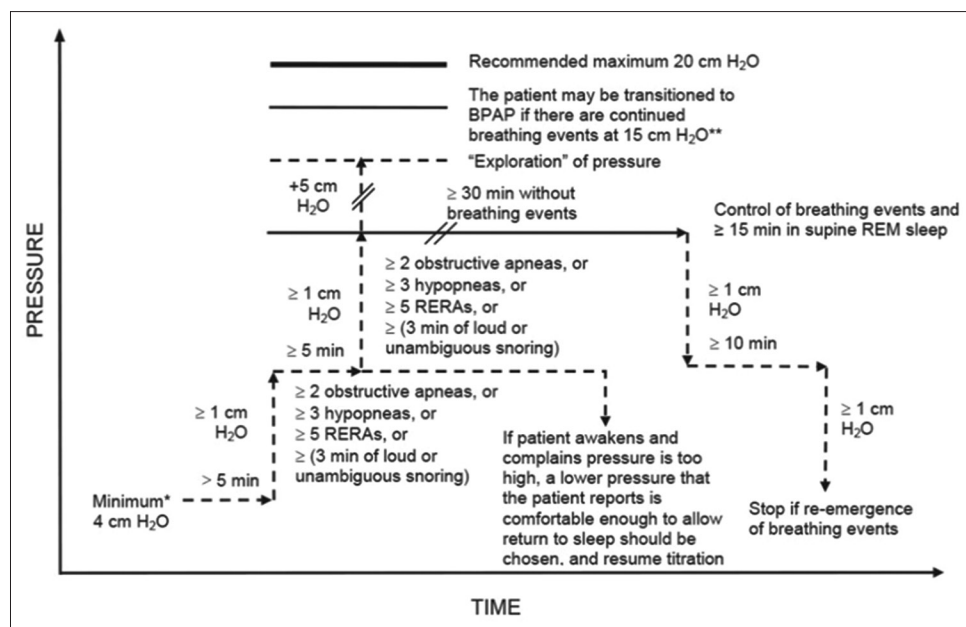 Recommended maximum 20 cm H₂O
The patient may be transitioned to
BPAP if there are continued
breathing events at 15 cm H₂O**
"Exploration" of pressure
+5 cm
H₂O
≥ 30 min without
breathing events
Control of breathing events and
≥ 15 min in supine REM sleep
≥ 2 obstructive apneas, or
≥ 3 hypopneas, or
≥ 5 RERAs, or
≥ (3 min of loud or
unambiguous snoring)
≥ 1 cm
H₂O
≥ 5 min
≥ 1 cm
H₂O
≥ 10 min
≥ 2 obstructive apneas, or
≥ 3 hypopneas, or
≥ 5 RERAs, or
≥ (3 min of loud or
unambiguous snoring)
≥ 1 cm
H₂O
> 5 min
Minimum*
4 cm H₂O
If patient awakens and
complains pressure is too
high, a lower pressure that
the patient reports is
comfortable enough to allow
return to sleep should be
chosen, and resume titration
≥ 1 cm
H₂O
Stop if re-emergence
of breathing events
PRESSURE
TIME